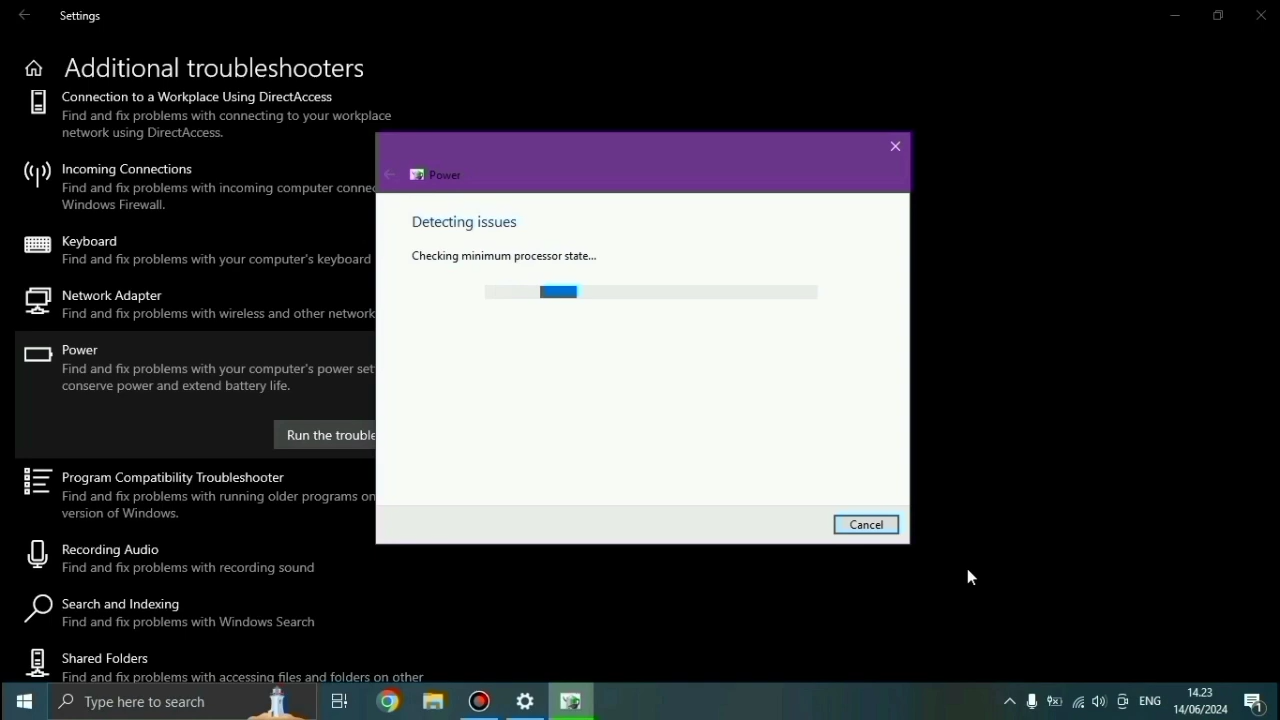 Settings
Additional troubleshooters
Connection to a Workplace Using DirectAccess
Find and fix problems with connecting to your workplace
network using DirectAccess.
Incoming Connections
Find and fix problems with incoming computer connec
Windows Firewall.
Keyboard
Find and fix problems with your computer's keyboard
Network Adapter
Find and fix problems with wireless and other network
Power
Find and fix problems with your computer's power set
conserve power and extend battery life.
Run the trouble
Program Compatibility Troubleshooter
Find and fix problems with running older programs on
version of Windows.
Recording Audio
Find and fix problems with recording sound
Search and Indexing
Find and fix problems with Windows Search
Shared Folders
Find and fix problems with accessing files and folders on other
Power
Detecting issues
Checking minimum processor state...
Cancel
Type here to search
ENG
14.23
14/06/2024
1